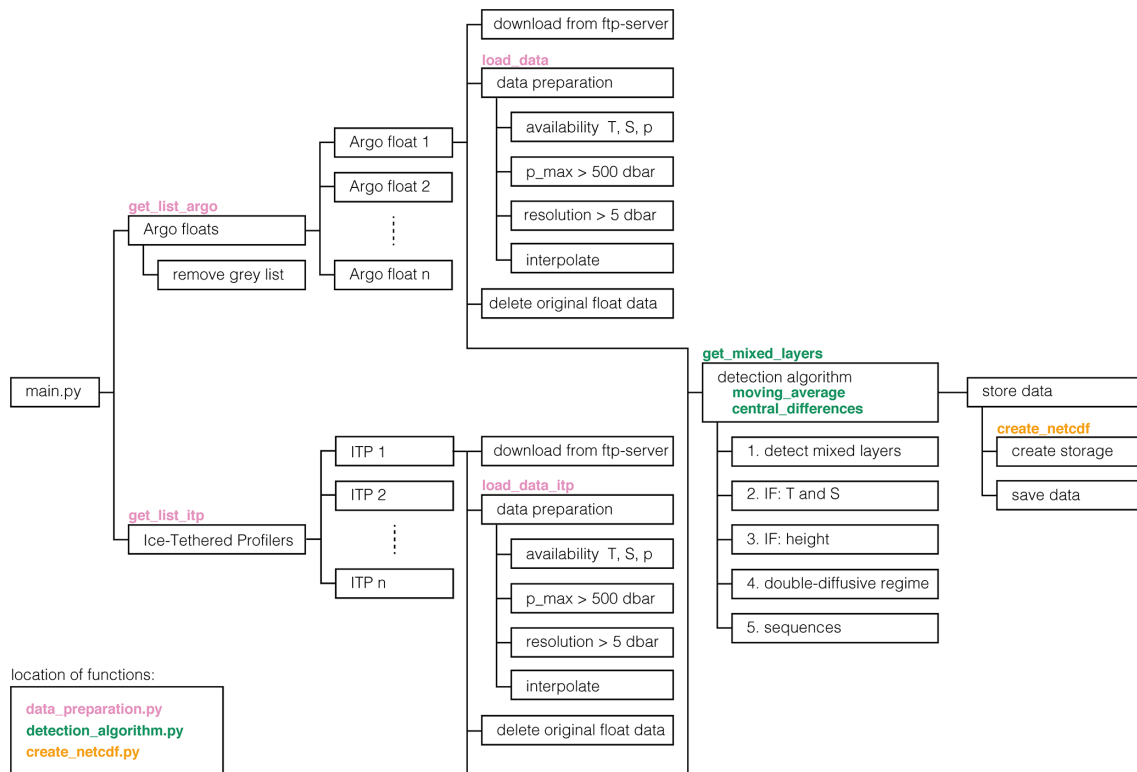 main.py
get_list_argo
Argo floats
remove grey list
Argo float 1
Argo float 2
Argo float n
download from ftp-server
load_data
data preparation
availability T, S, p
p_max > 500 dbar
resolution > 5 dbar
interpolate
delete original float data
get_list_itp
Ice-Tethered Profilers
ITP 1
ITP 2
ITP n
download from ftp-server
load_data_itp
data preparation
availability T, S, p
p_max > 500 dbar
resolution > 5 dbar
interpolate
delete original float data
get_mixed_layers
detection algorithm
moving_average
central_differences
1. detect mixed layers
2. IF: T and S
3. IF: height
4. double-diffusive regime
5. sequences
store data
create_netcdf
create storage
save data
location of functions:
data_preparation.py
detection_algorithm.py
create_netcdf.py